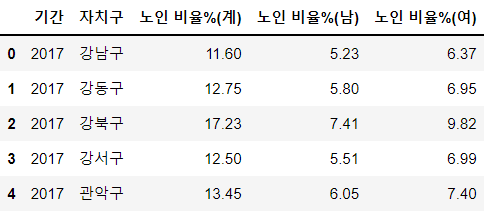 기간 자치구 노인 비율%(계) 노인 비율%(남) 노인 비율%(여)
0 2017 강남구 11.60 5.23 6.37
1 2017 강동구 12.75 5.80 6.95
2 2017 강북구 17.23 7.41 9.82
3 2017 강서구 12.50 5.51 6.99
4 2017 관악구 13.45 6.05 7.40